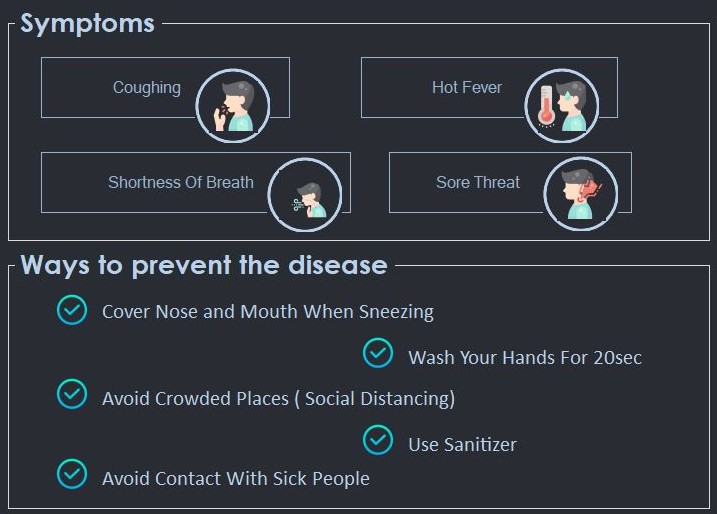 Symptoms
Coughing
Hot Fever
Shortness Of Breath
Sore Threat
Ways to prevent the disease
Cover Nose and Mouth When Sneezing
Wash Your Hands For 20sec
Avoid Crowded Places ( Social Distancing)
Use Sanitizer
Avoid Contact With Sick People